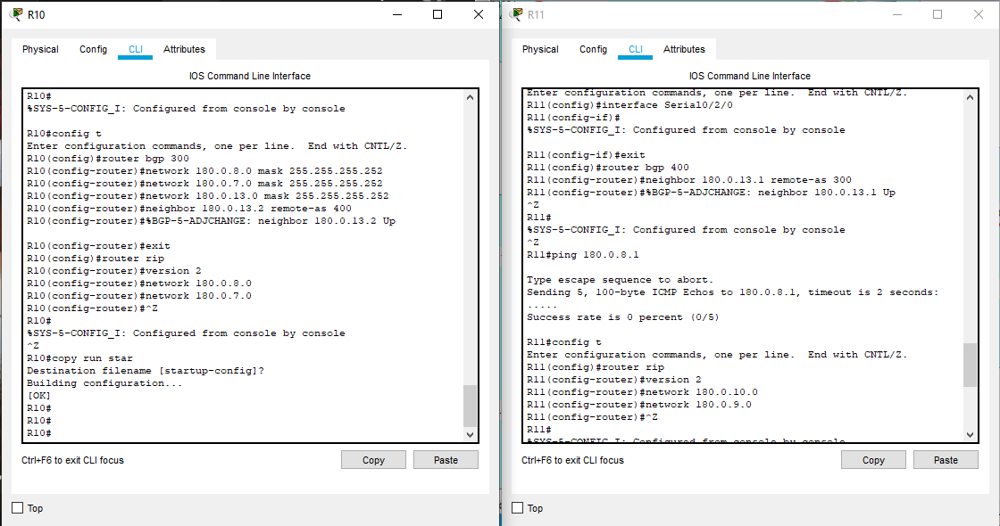 R10
Physical Config CLI Attributes
IOS Command Line Interface
R10#
%SYS-5-CONFIG_I: Configured from console by console
R10#config t
Enter configuration commands, one per line. End with CNTL/Z.
R10(config)#router bgp 300
R10(config-router)#network 180.0.8.0 mask 255.255.255.252
R10(config-router)#network 180.0.7.0 mask 255.255.255.252
R10(config-router)#network 180.0.13.0 mask 255.255.255.252
R10(config-router)#neighbor 180.0.13.2 remote-as 400
R10(config-router)#%BGP-5-ADJCHANGE: neighbor 180.0.13.2 Up
R10(config-router)#exit
R10(config)#router rip
R10(config-router)#version 2
R10(config-router)#network 180.0.8.0
R10(config-router)#network 180.0.7.0
R10(config-router)#^Z
R10#
%SYS-5-CONFIG_I: Configured from console by console
^Z
R10#copy run star
Destination filename [startup-config]?
Building configuration...
[OK]
R10#
R10#
R10#
Ctrl+F6 to exit CLI focus
Copy
Paste
Top
R11
Physical Config CLI Attributes
IOS Command Line Interface
Enter configuration commands, one per line. End with CNTL/Z.
R11(config)#interface Serial0/2/0
R11(config-if)#
%SYS-5-CONFIG_I: Configured from console by console
R11(config-if)#exit
R11(config)#router bgp 400
R11(config-router)#neighbor 180.0.13.1 remote-as 300
R11(config-router)#%BGP-5-ADJCHANGE: neighbor 180.0.13.1 Up
^Z
R11#
%SYS-5-CONFIG_I: Configured from console by console
^Z
R11#ping 180.0.8.1
Type escape sequence to abort.
Sending 5, 100-byte ICMP Echos to 180.0.8.1, timeout is 2 seconds:
.....
Success rate is 0 percent (0/5)
R11#config t
Enter configuration commands, one per line. End with CNTL/Z.
R11(config)#router rip
R11(config-router)#version 2
R11(config-router)#network 180.0.10.0
R11(config-router)#network 180.0.9.0
R11(config-router)#^Z
R11#
%SYS-5-CONFIG_I: Configured from console by console
Ctrl+F6 to exit CLI focus
Copy
Paste
Top